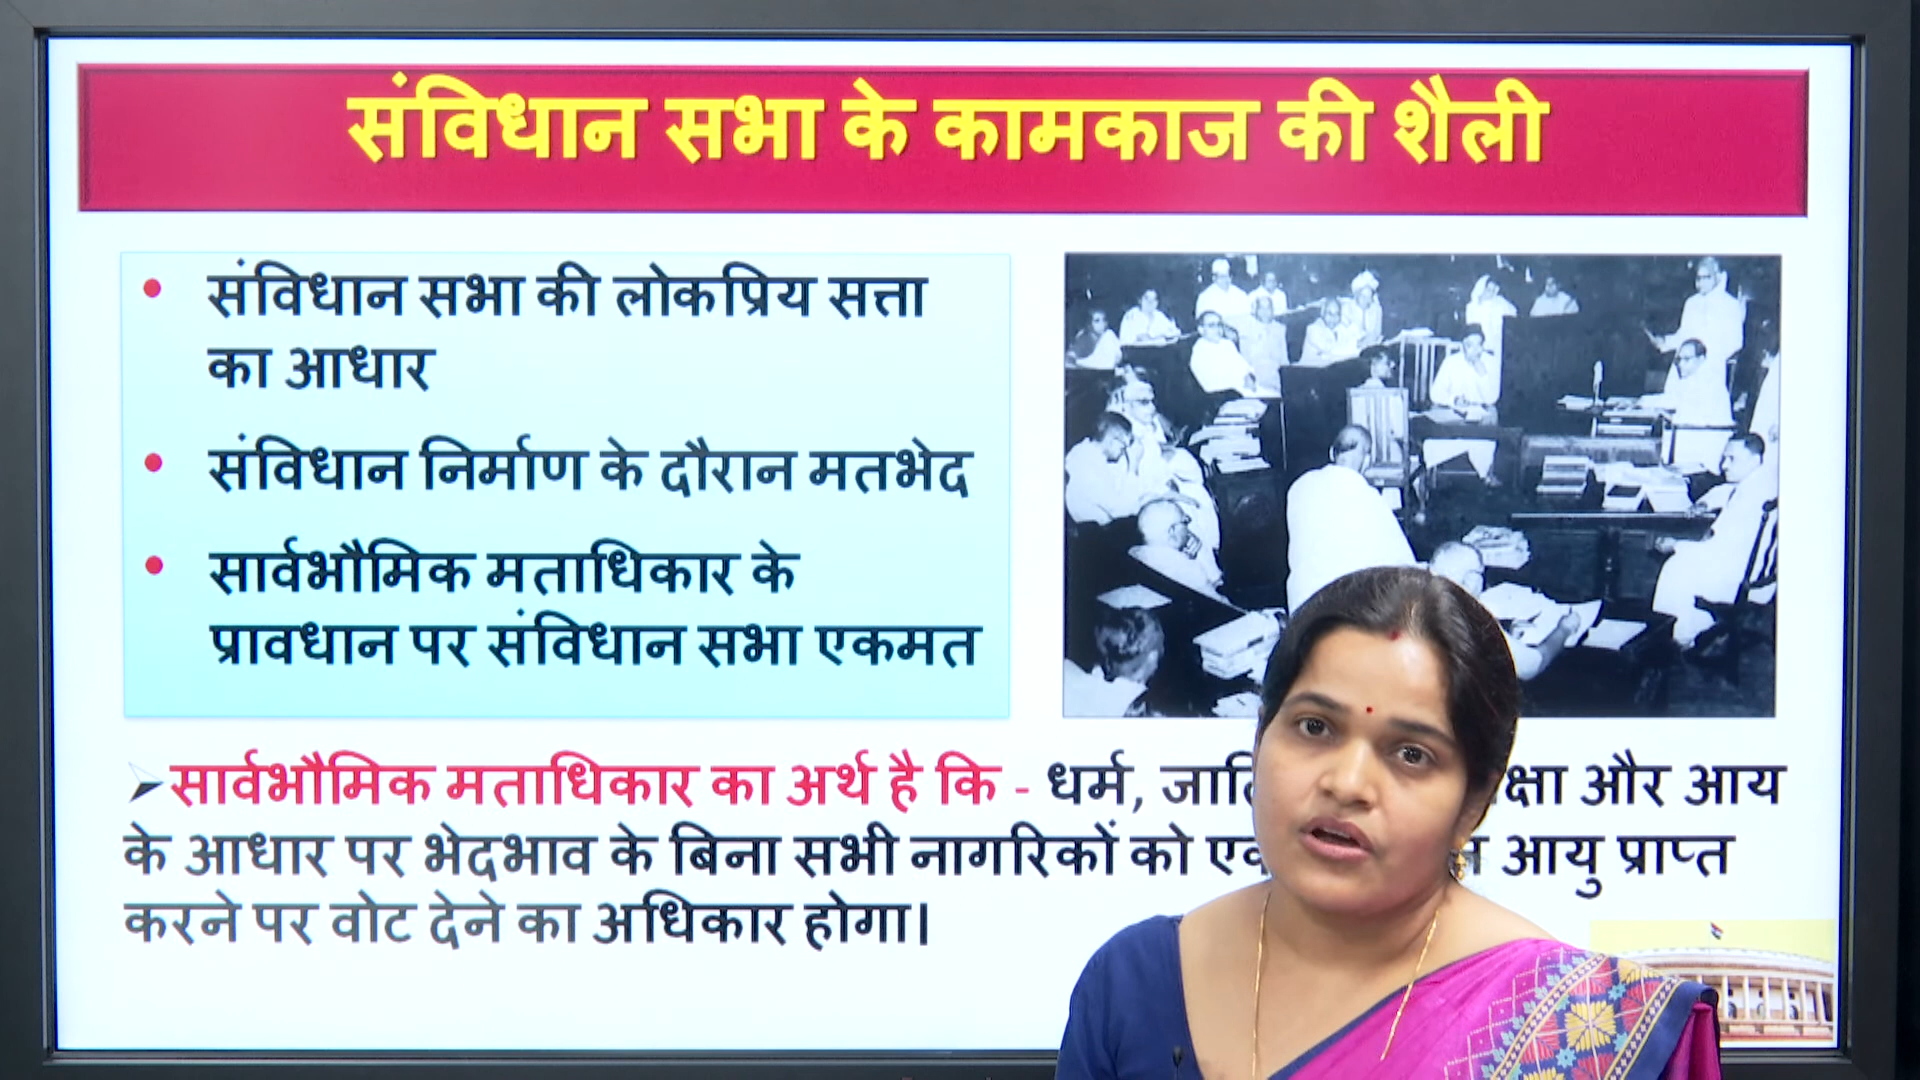 संविधान सभा के कामकाज की शैली
• संविधान सभा की लोकप्रिय सत्ता
का आधार
• संविधान निर्माण के दौरान मतभेद
• सार्वभौमिक मताधिकार के
प्रावधान पर संविधान सभा एकमत
➢सार्वभौमिक मताधिकार का अर्थ है कि - धर्म, और आय
के आधार पर भेदभाव के बिना सभी नागरिकों को आयु प्राप्त
करने पर वोट देने का अधिकार होगा।